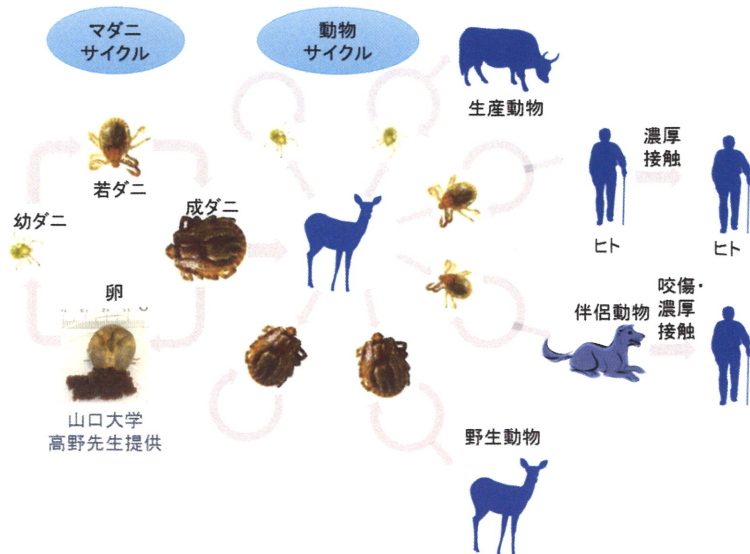 マダニ
サイクル
動物
サイクル
生産動物
濃厚
接触
若ダニ
幼ダニ
成ダニ
ヒト
ヒト
卵
伴侶動物
咬傷・
濃厚
接触
山口大学
高野先生提供
野生動物